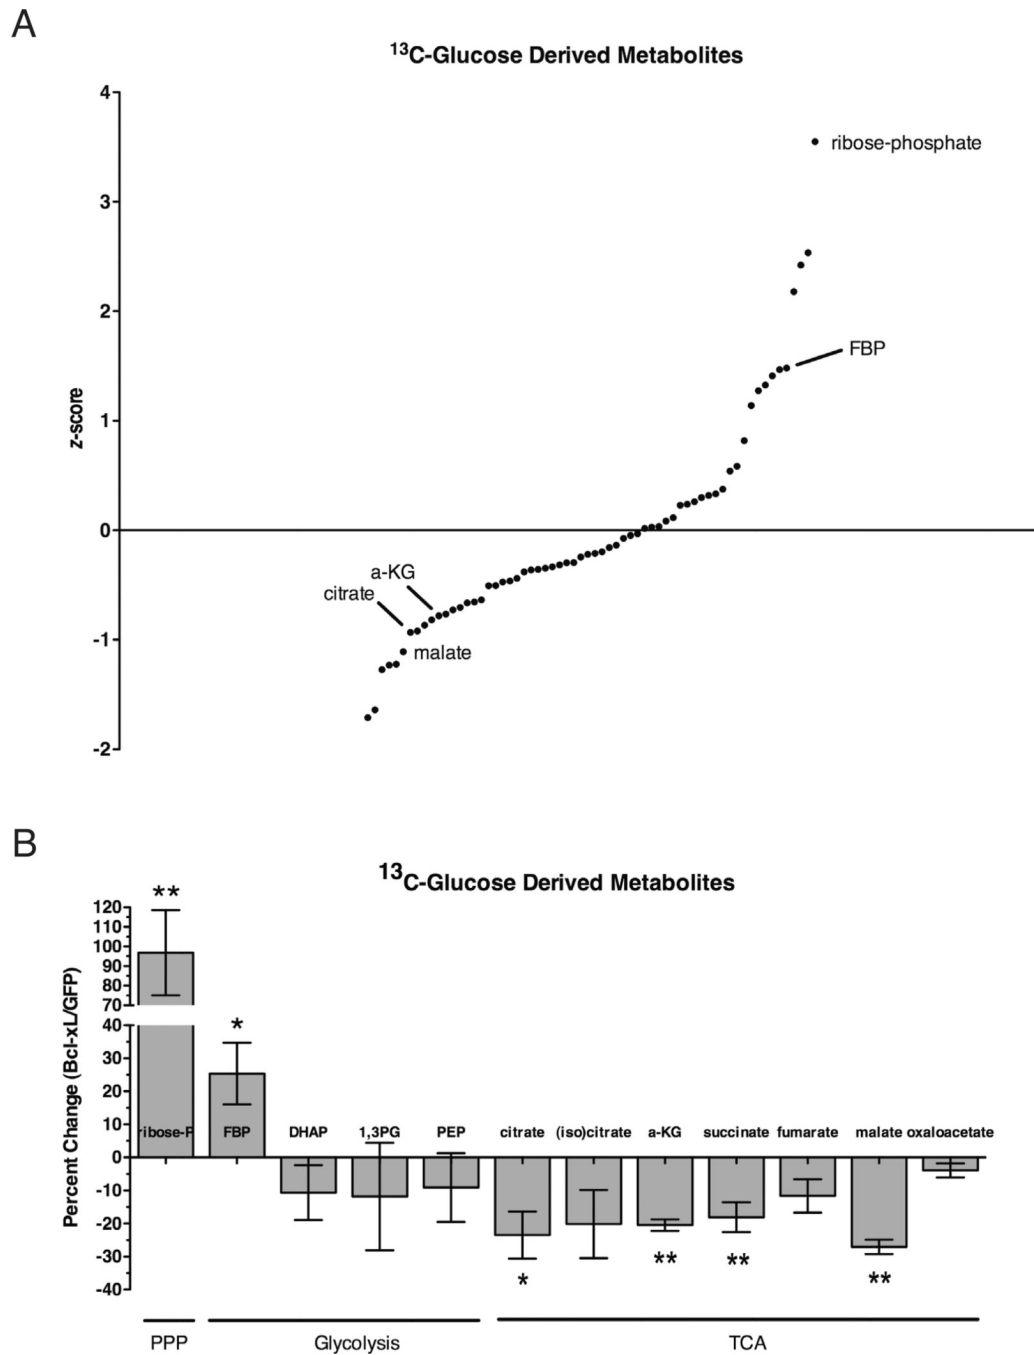 A
¹³C-Glucose Derived Metabolites
4
ribose-phosphate
3
2
FBP
z-score
1
0
a-KG
citrate
malate
-1
-2
B
¹³C-Glucose Derived Metabolites
**
120
110
100
90
80
70
*
40
30
20
10
0
-10
-20
-30
-40
Percent Change (Bcl-xL/GFP)
ribose-P FBP DHAP 1,3PG PEP citrate (iso)citrate a-KG succinate fumarate malate oxaloacetate
* ** ** **
PPP Glycolysis TCA